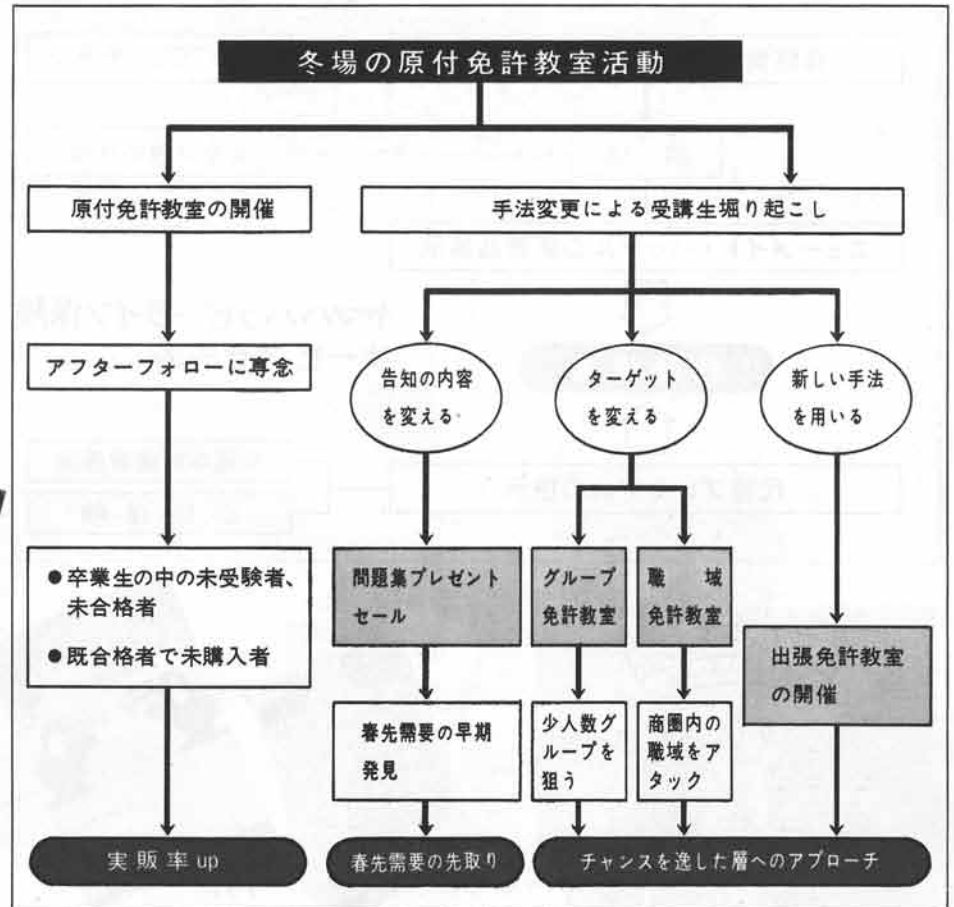 冬場の原付免許教室活動
原付免許教室の開催
手法変更による受講生堀り起こし
アフターフォローに専念
告知の内容
を変える
ターゲット
を変える
新しい手法
を用いる
●卒業生の中の未受験者、
未合格者
●既合格者で未購入者
問題集プレゼント
セール
グループ
免許教室
職域
免許教室
出張免許教室
の開催
春先需要の早期
発見
少人数グ
ループを
狙う
商圏内の
職域をア
タック
実販率up
春先需要の先取り
チャンスを逸した層へのアプローチ